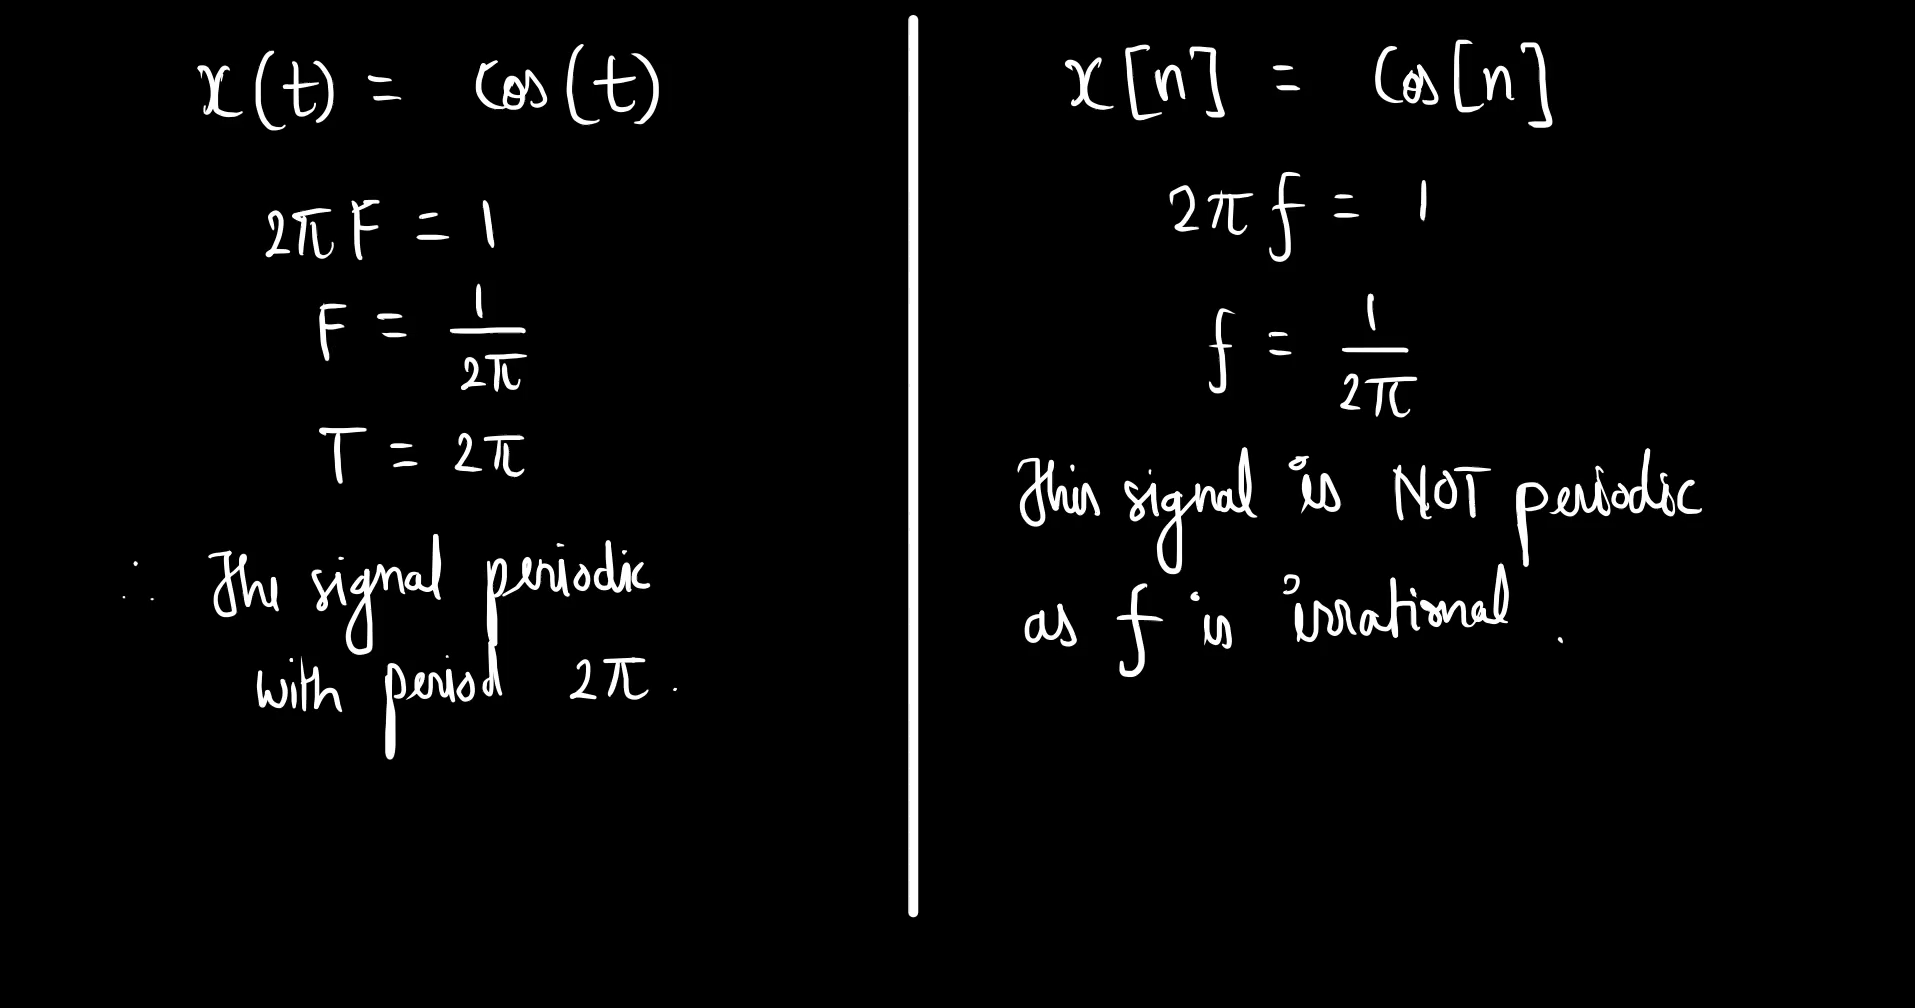 x(t) = Cos(t)
2πF = 1
F = 1/2π
T = 2π
∴ The signal periodic
with period 2π.
x[n] = Cos[n]
2πf = 1
f = 1/2π
This signal is NOT periodic
as f is irrational.